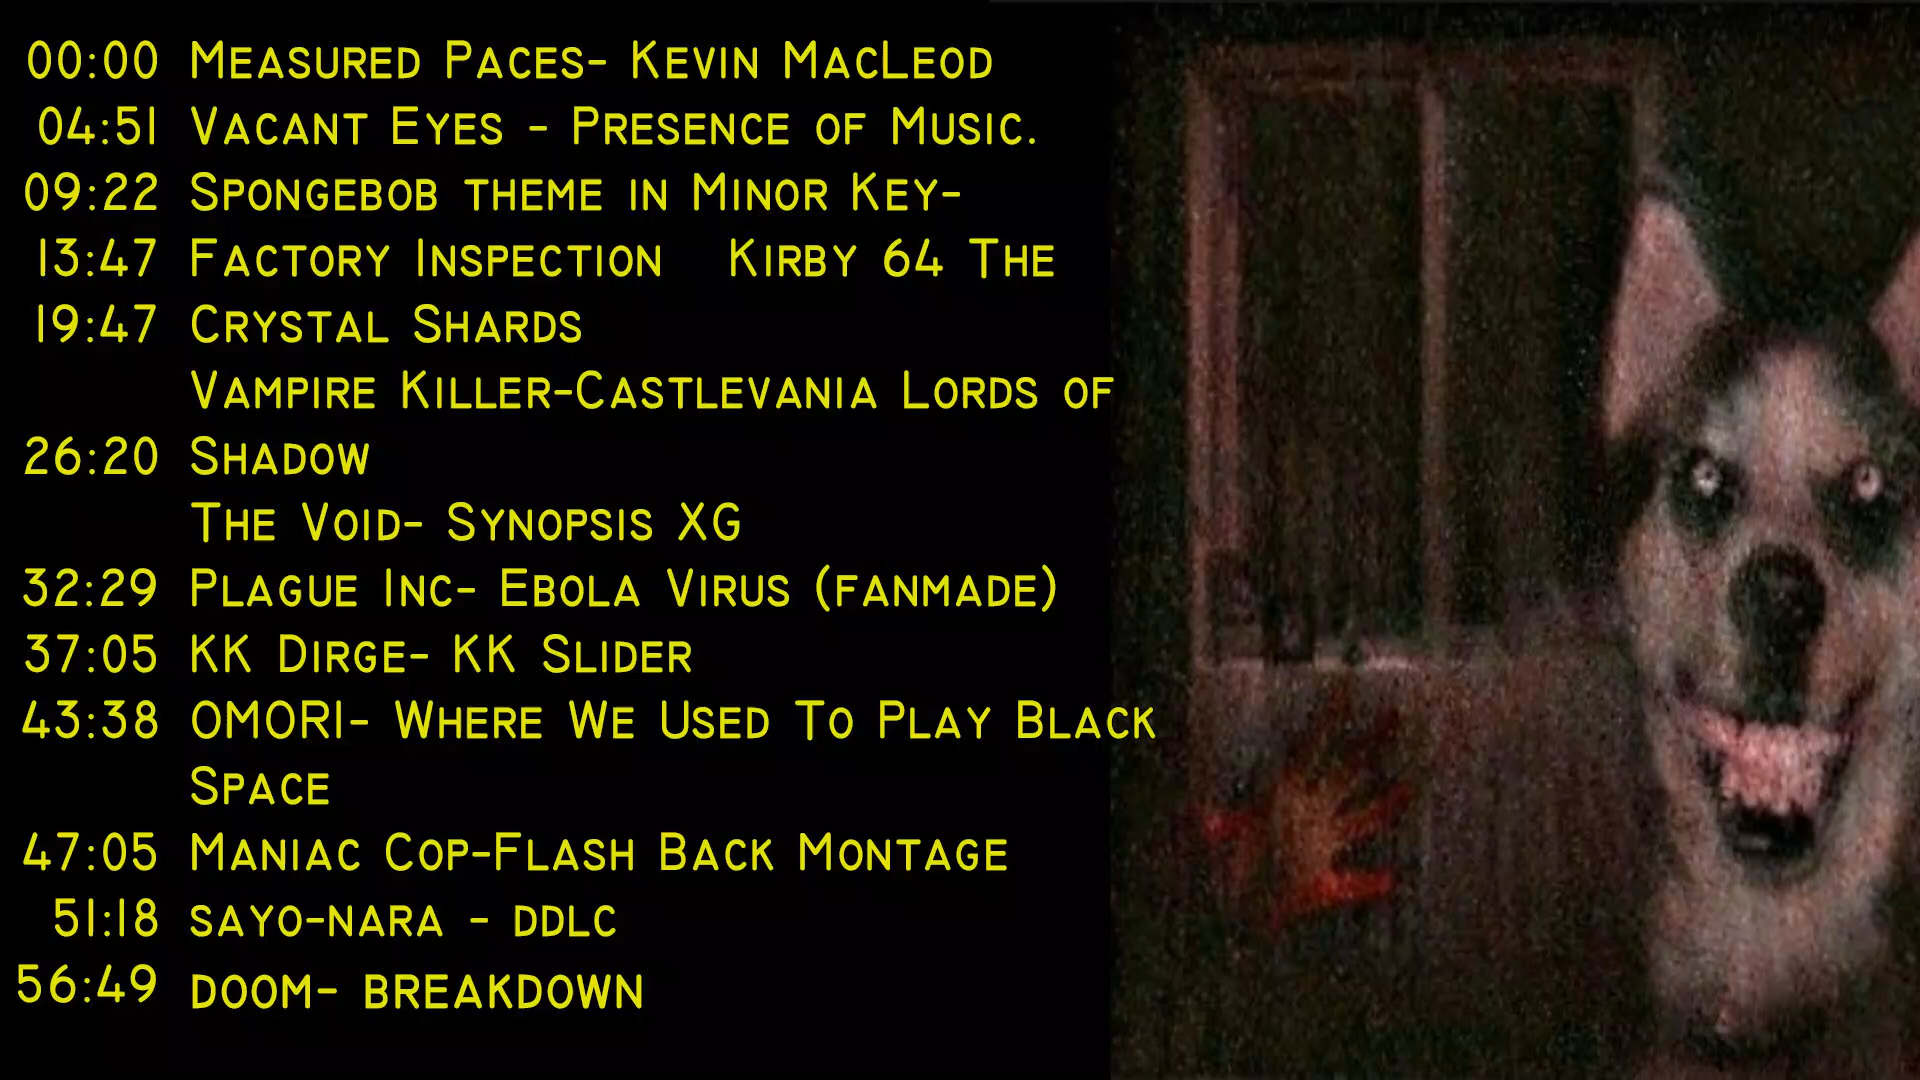 00:00 Measured Paces- Kevin MacLeod
04:51 Vacant Eyes - Presence of Music.
09:22 Spongebob theme in Minor Key-
13:47 Factory Inspection Kirby 64 The
19:47 Crystal Shards
Vampire Killer-Castlevania Lords of
26:20 Shadow
The Void- Synopsis XG
32:29 Plague Inc- Ebola Virus (fanmade)
37:05 KK Dirge- KK Slider
43:38 OMORI- Where We Used To Play Black
Space
47:05 Maniac Cop-Flash Back Montage
51:18 sayo-nara - ddlc
56:49 doom- breakdown